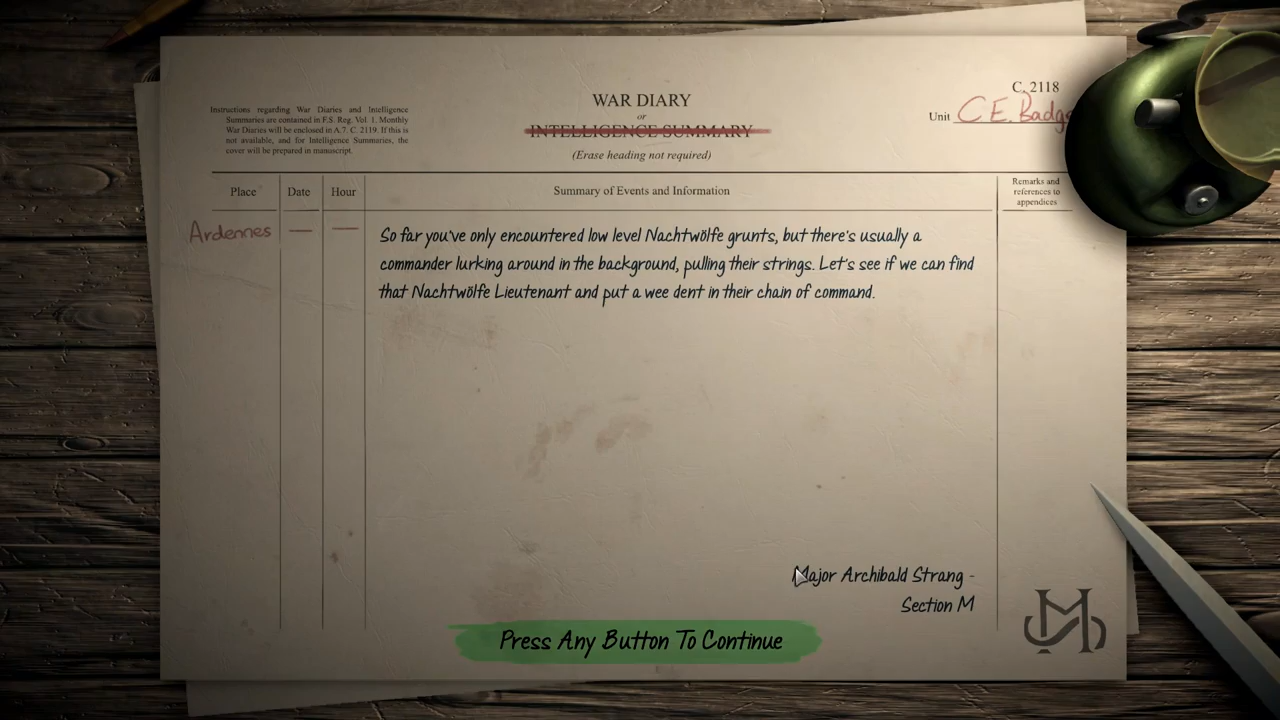 C. 2118
Unit C E. Badge
WAR DIARY
or
INTELLIGENCE SUMMARY
(Erase heading not required)
Instructions regarding War Diaries and Intelligence
Summaries are contained in F.S. Reg. Vol. 1. Monthly
War Diaries will be enclosed in A.7. C. 2119. If this is
not available, and for Intelligence Summaries, the
cover will be prepared in manuscript.
Place Date Hour Summary of Events and Information
Remarks and
references to
appendices
Ardennes — —
So far you've only encountered low level Nachtwölfe grunts, but there's usually a
commander lurking around in the background, pulling their strings. Let's see if we can find
that Nachtwölfe Lieutenant and put a wee dent in their chain of command.
Major Archibald Strang -
Section M
Press Any Button To Continue